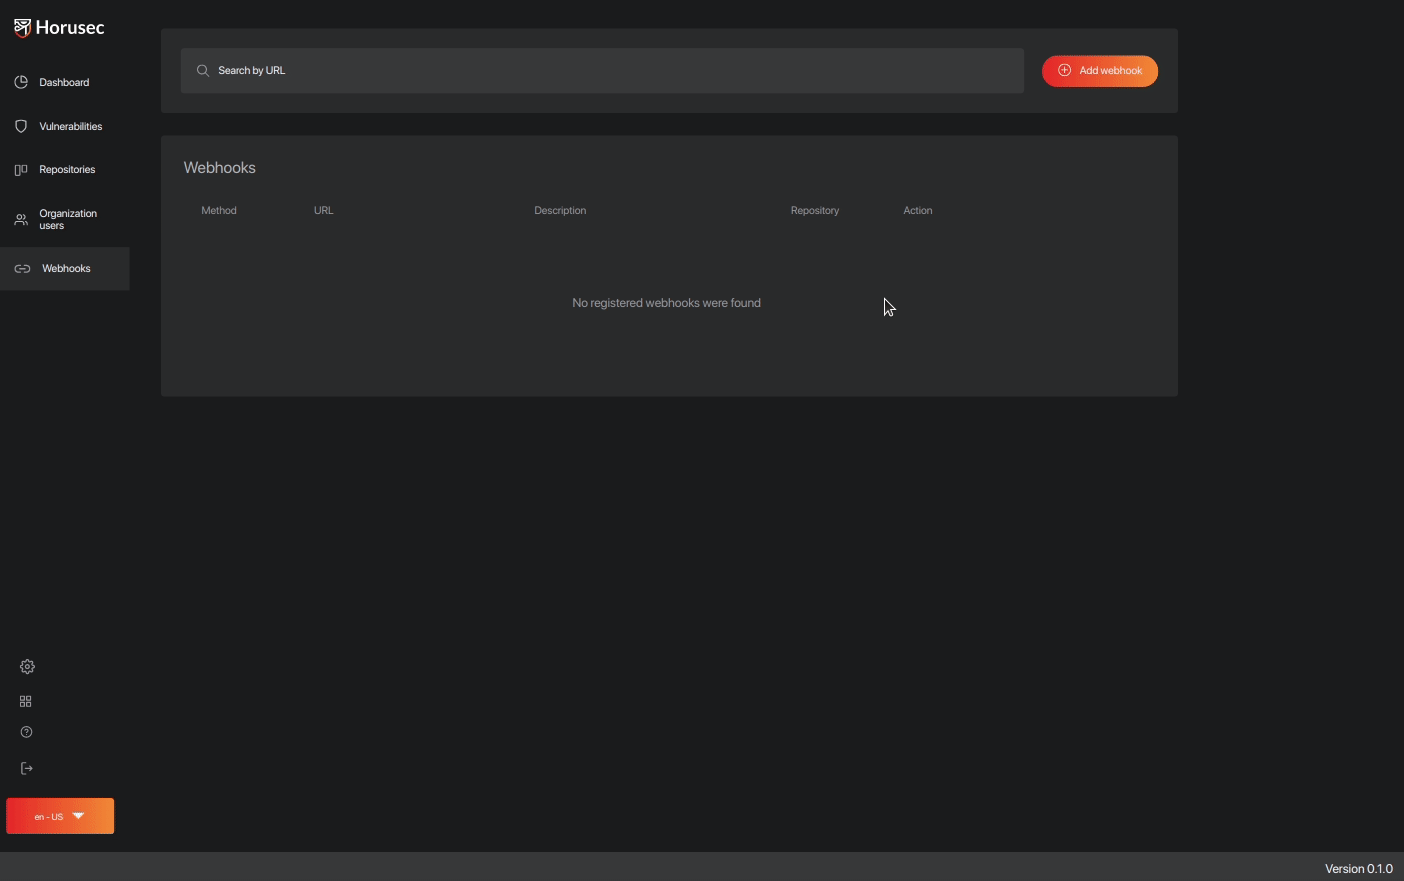 Horusec
Dashboard
Vulnerabilities
Repositories
Organization
users
Webhooks
Search by URL
Add webhook
Webhooks
Method URL Description Repository Action
No registered webhooks were found
en - US
Version 0.1.0